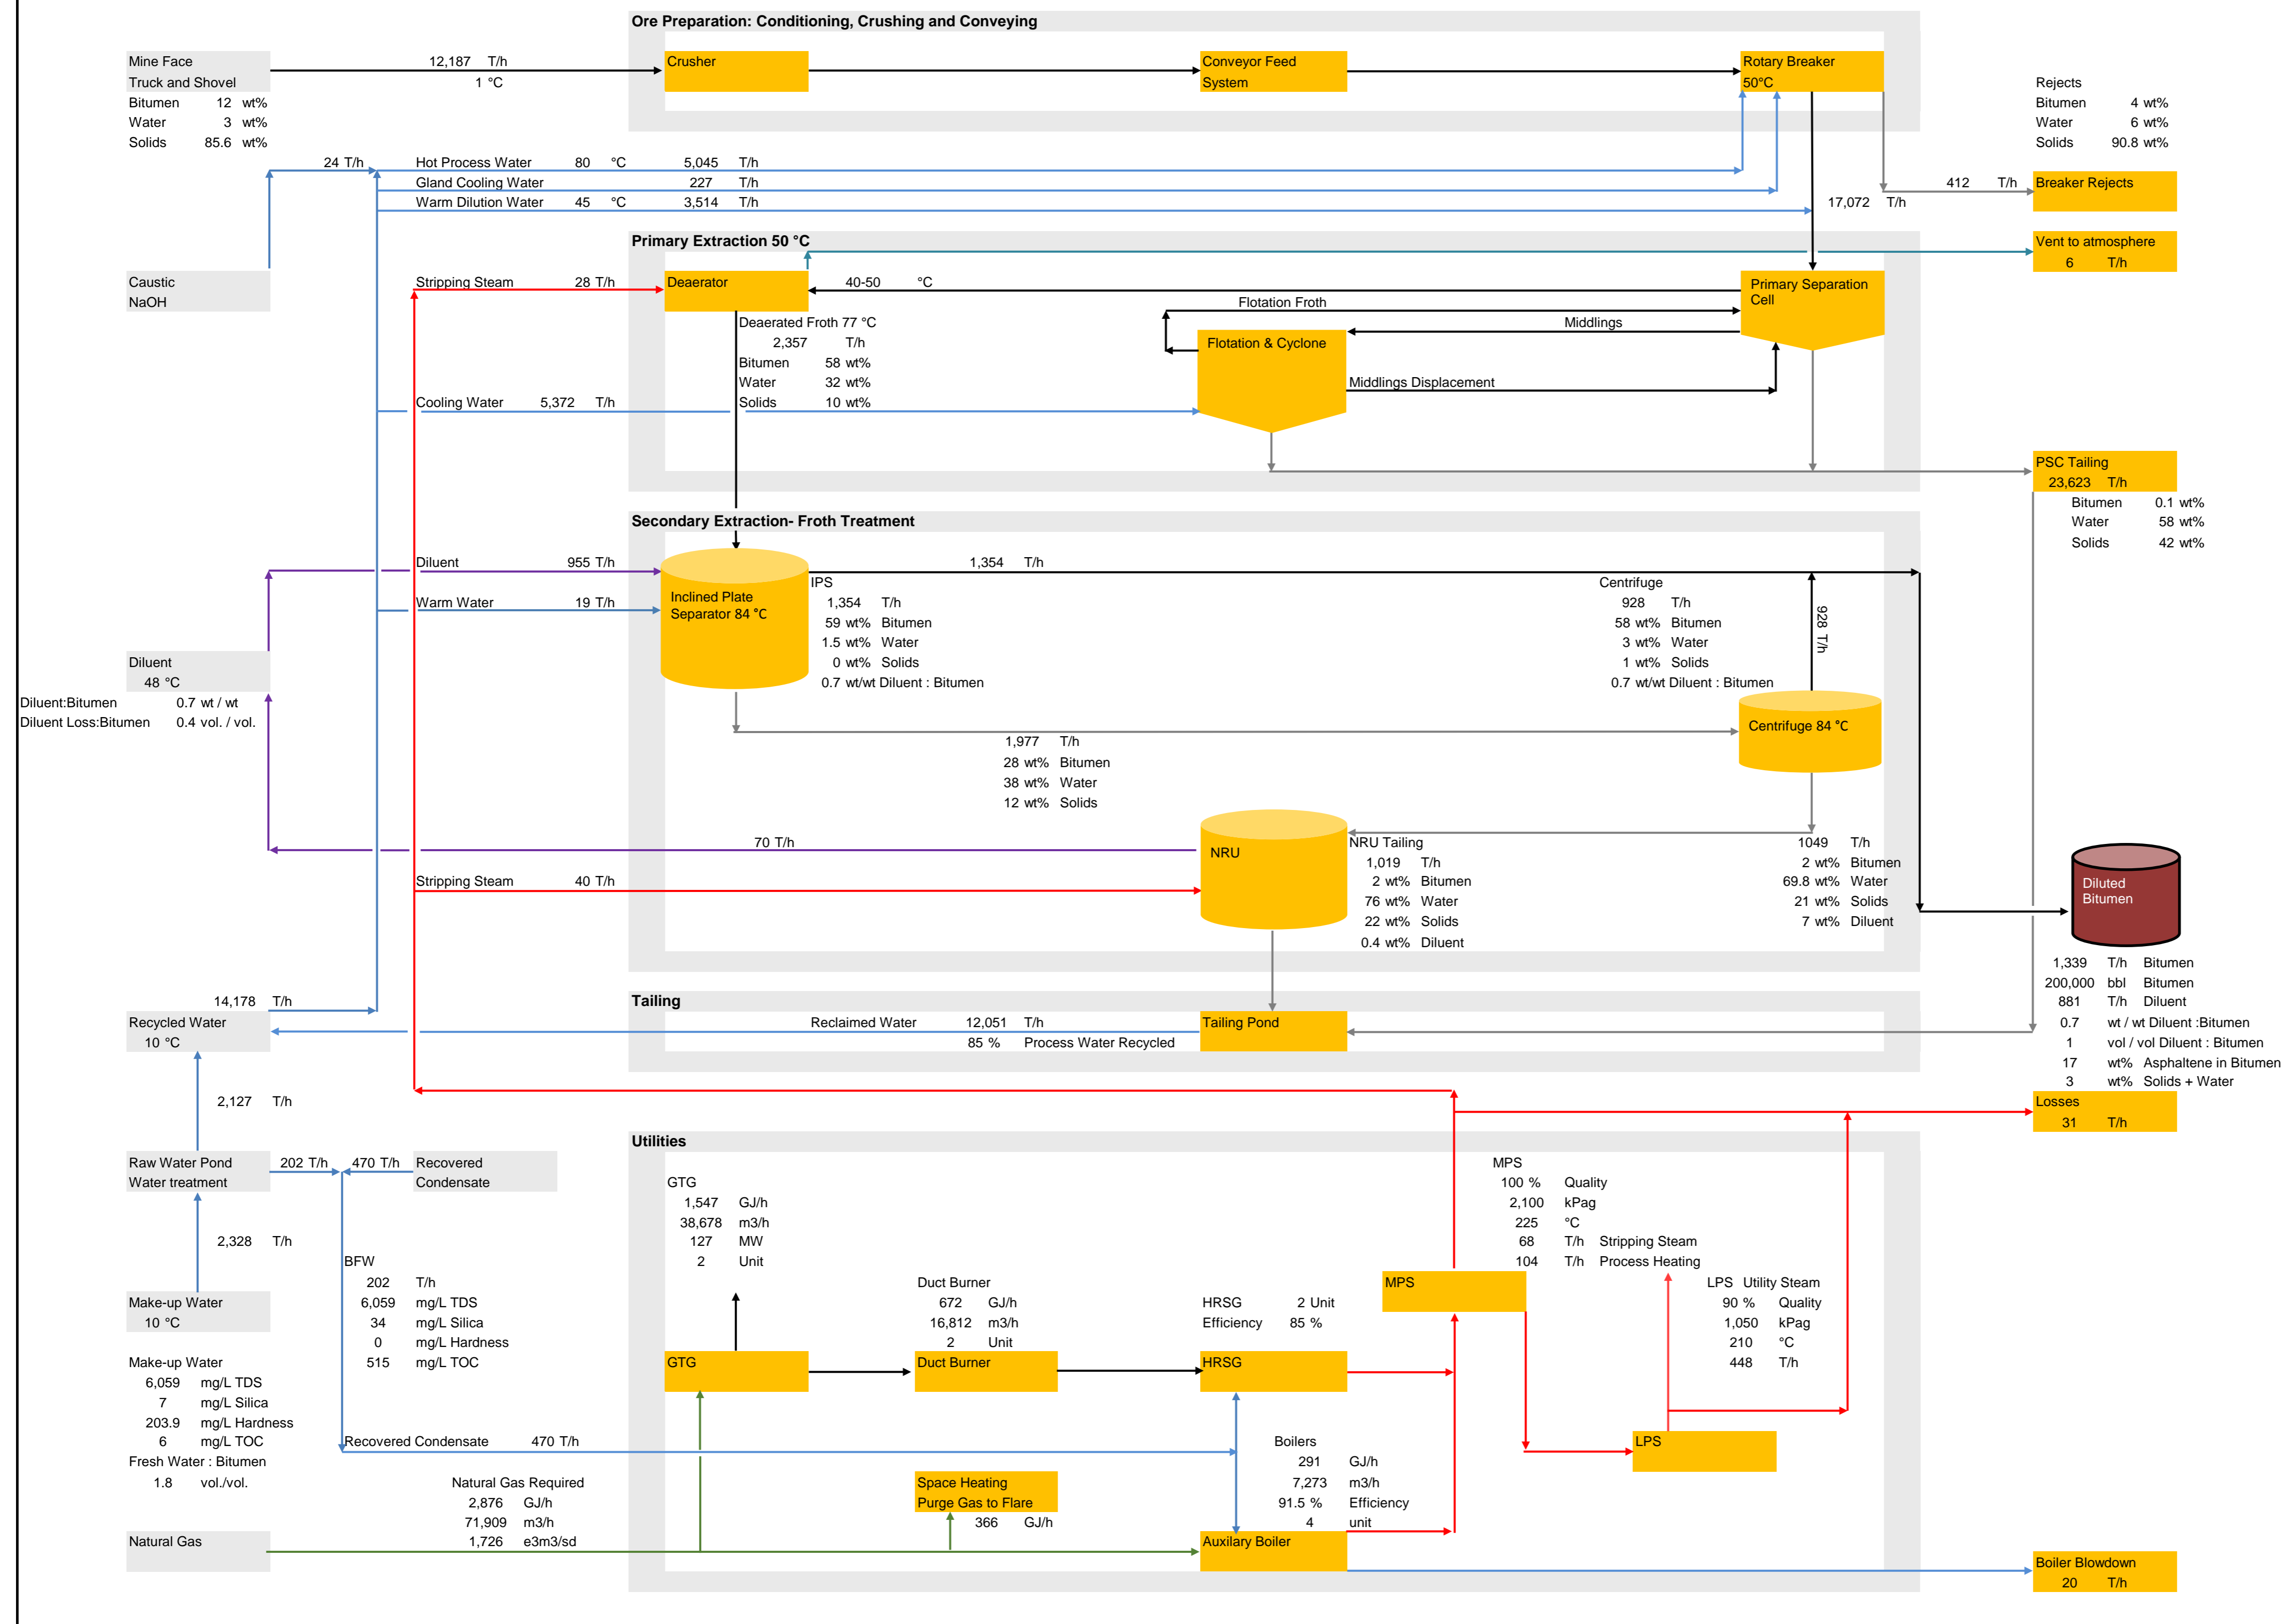 Ore Preparation: Conditioning, Crushing and Conveying
Mine Face
Truck and Shovel
12,187 T/h
1 °C
Crusher
Conveyor Feed
System
Rotary Breaker
50°C
Bitumen 12 wt%
Water 3 wt%
Solids 85.6 wt%
Rejects
Bitumen 4 wt%
Water 6 wt%
Solids 90.8 wt%
24 T/h
Hot Process Water 80 °C 5,045 T/h
Gland Cooling Water 227 T/h
Warm Dilution Water 45 °C 3,514 T/h
17,072 T/h
412 T/h
Breaker Rejects
Primary Extraction 50 °C
Vent to atmosphere
6 T/h
Caustic
NaOH
Stripping Steam 28 T/h
Deaerator
40-50 °C
Primary Separation
Cell
Flotation Froth
Middlings
Deaerated Froth 77 °C
2,357 T/h
Bitumen 58 wt%
Water 32 wt%
Solids 10 wt%
Flotation & Cyclone
Middlings Displacement
Cooling Water 5,372 T/h
PSC Tailing
23,623 T/h
Bitumen 0.1 wt%
Water 58 wt%
Solids 42 wt%
Secondary Extraction- Froth Treatment
Diluent 955 T/h
Warm Water 19 T/h
Inclined Plate
Separator 84 °C
1,354 T/h
IPS
1,354 T/h
59 wt% Bitumen
1.5 wt% Water
0 wt% Solids
0.7 wt/wt Diluent : Bitumen
Centrifuge
928 T/h
58 wt% Bitumen
3 wt% Water
1 wt% Solids
0.7 wt/wt Diluent : Bitumen
928 T/h
Diluent
48 °C
Diluent:Bitumen 0.7 wt / wt
Diluent Loss:Bitumen 0.4 vol. / vol.
Centrifuge 84 °C
1,977 T/h
28 wt% Bitumen
38 wt% Water
12 wt% Solids
70 T/h
Stripping Steam 40 T/h
NRU
NRU Tailing
1,019 T/h
2 wt% Bitumen
76 wt% Water
22 wt% Solids
0.4 wt% Diluent
1049 T/h
2 wt% Bitumen
69.8 wt% Water
21 wt% Solids
7 wt% Diluent
Diluted
Bitumen
1,339 T/h Bitumen
200,000 bbl Bitumen
881 T/h Diluent
0.7 wt / wt Diluent :Bitumen
1 vol / vol Diluent : Bitumen
17 wt% Asphaltene in Bitumen
3 wt% Solids + Water
Tailing
14,178 T/h
Recycled Water
10 °C
Reclaimed Water 12,051 T/h
85 % Process Water Recycled
Tailing Pond
2,127 T/h
Losses
31 T/h
Utilities
Raw Water Pond
Water treatment
202 T/h
470 T/h
Recovered
Condensate
2,328 T/h
GTG
1,547 GJ/h
38,678 m3/h
127 MW
2 Unit
MPS
100 % Quality
2,100 kPag
225 °C
68 T/h Stripping Steam
104 T/h Process Heating
BFW
202 T/h
6,059 mg/L TDS
34 mg/L Silica
0 mg/L Hardness
515 mg/L TOC
Make-up Water
10 °C
Duct Burner
672 GJ/h
16,812 m3/h
2 Unit
HRSG 2 Unit
Efficiency 85 %
MPS
LPS Utility Steam
90 % Quality
1,050 kPag
210 °C
448 T/h
GTG
Duct Burner
HRSG
Make-up Water
6,059 mg/L TDS
7 mg/L Silica
203.9 mg/L Hardness
6 mg/L TOC
Fresh Water : Bitumen
1.8 vol./vol.
Recovered Condensate 470 T/h
LPS
Boilers
291 GJ/h
7,273 m3/h
91.5 % Efficiency
4 unit
Natural Gas Required
2,876 GJ/h
71,909 m3/h
1,726 e3m3/sd
Space Heating
Purge Gas to Flare
366 GJ/h
Natural Gas
Auxilary Boiler
Boiler Blowdown
20 T/h